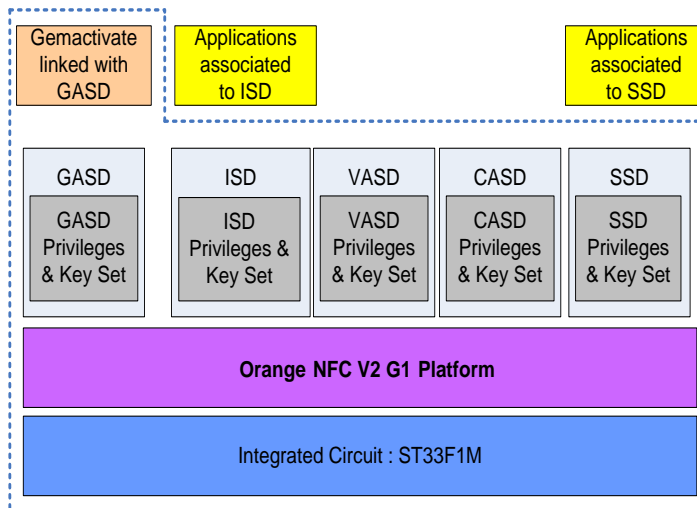 Gemactivate
linked with
GASD
Applications
associated
to ISD
Applications
associated
to SSD
GASD
GASD
Privileges
& Key Set
ISD
ISD
Privileges &
Key Set
VASD
VASD
Privileges
& Key Set
CASD
CASD
Privileges
& Key Set
SSD
SSD
Privileges
& Key Set
Orange NFC V2 G1 Platform
Integrated Circuit : ST33F1M